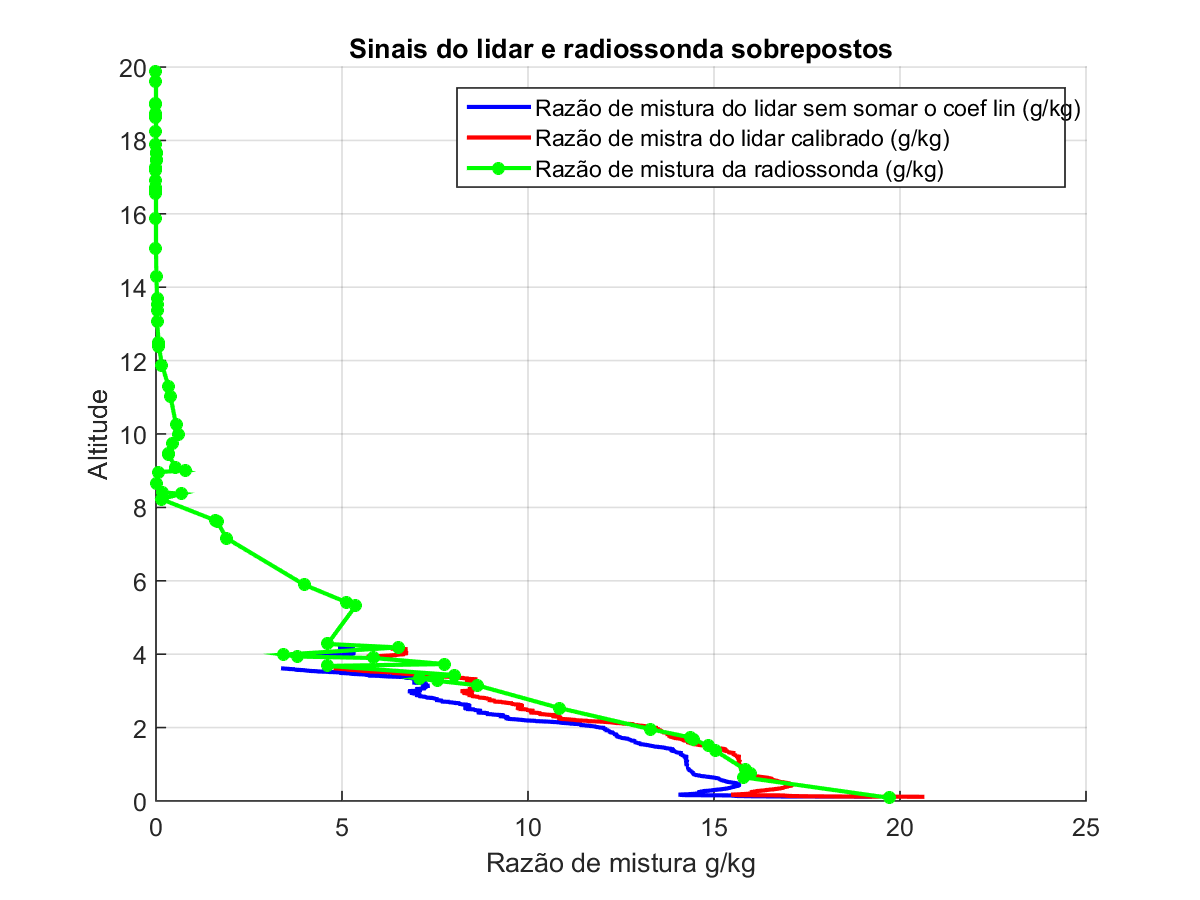 Sinais do lidar e radiossonda sobrepostos
Razão de mistura do lidar sem somar o coef lin (g/kg)
Razão de mistra do lidar calibrado (g/kg)
Razão de mistura da radiossonda (g/kg)
20
18
16
14
12
10
8
6
4
2
0
Altitude
0 5 10 15 20 25
Razão de mistura g/kg